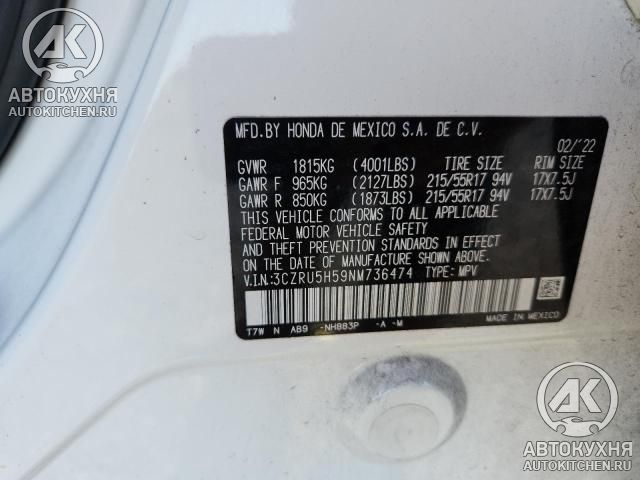 AK
АВТОКУХНЯ
AUTOKITCHEN.RU
MFD.BY HONDA DE MEXICO S.A. DE C.V.
02/'22
GVWR 1815KG (4001LBS) TIRE SIZE RIM SIZE
GAWR F 965KG (2127LBS) 215/55R17 94V 17X7.5J
GAWR R 850KG (1873LBS) 215/55R17 94V 17X7.5J
THIS VEHICLE CONFORMS TO ALL APPLICABLE
FEDERAL MOTOR VEHICLE SAFETY
AND THEFT PREVENTION STANDARDS IN EFFECT
ON THE DATE OF MANUFACTURE SHOWN ABOVE.
V.I.N:3CZRU5H59NM736474 TYPE: MPV
T7W N AB9 -NH883P -A -M
MADE IN MEXICO
AK
АВТОКУХНЯ
AUTOKITCHEN.RU